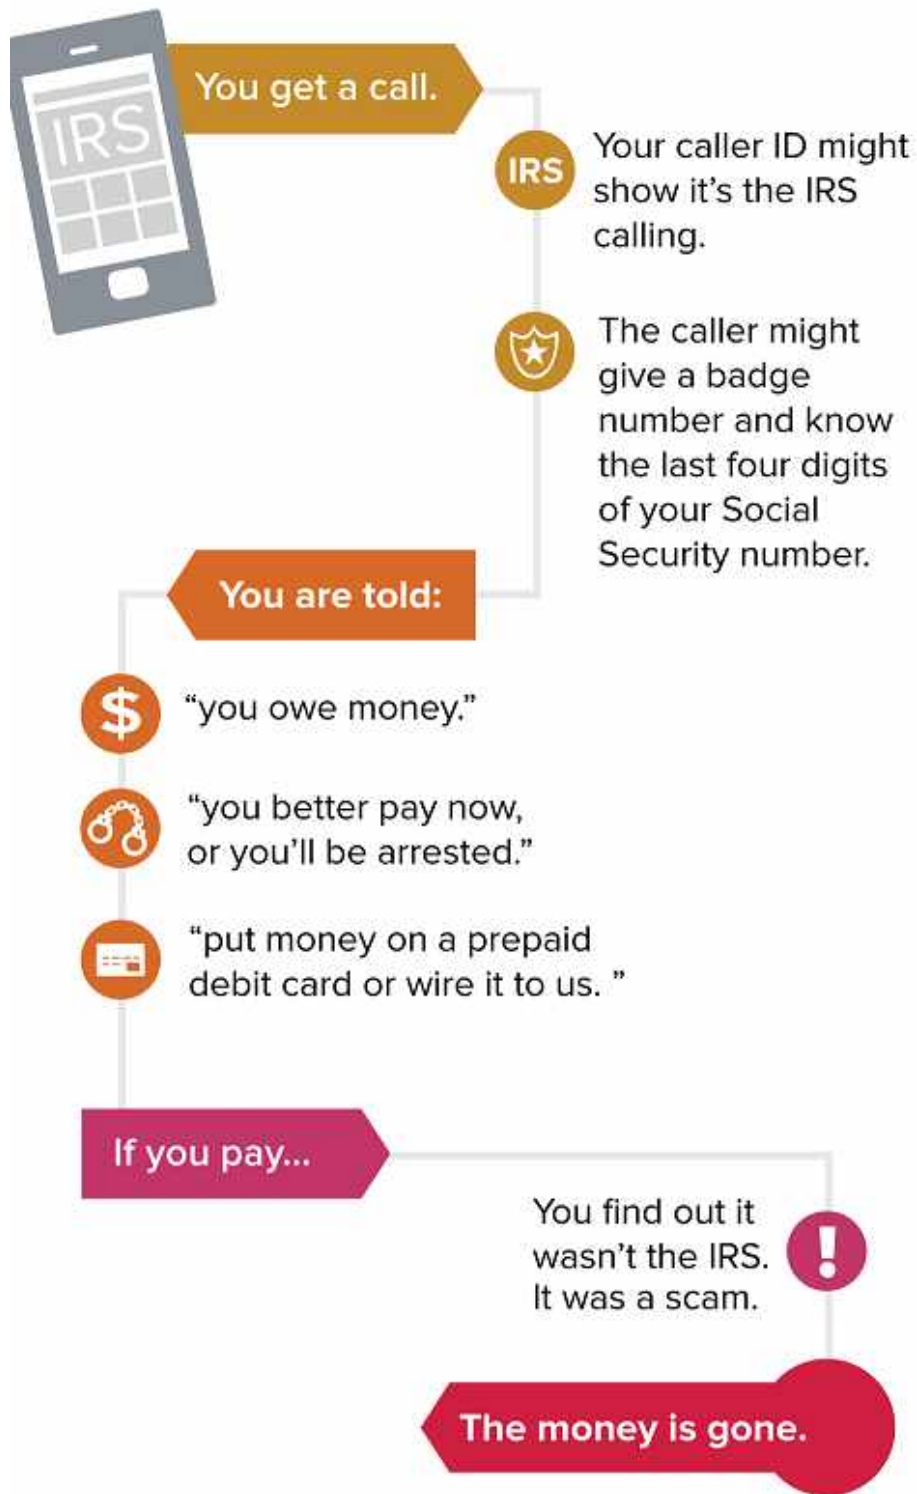 IRS
You get a call.
IRS
Your caller ID might
show it’s the IRS
calling.
The caller might
give a badge
number and know
the last four digits
of your Social
Security number.
You are told:
$
“you owe money.”
“you better pay now,
or you’ll be arrested.”
“put money on a prepaid
debit card or wire it to us. ”
If you pay...
You find out it
wasn’t the IRS.
It was a scam.
!
The money is gone.